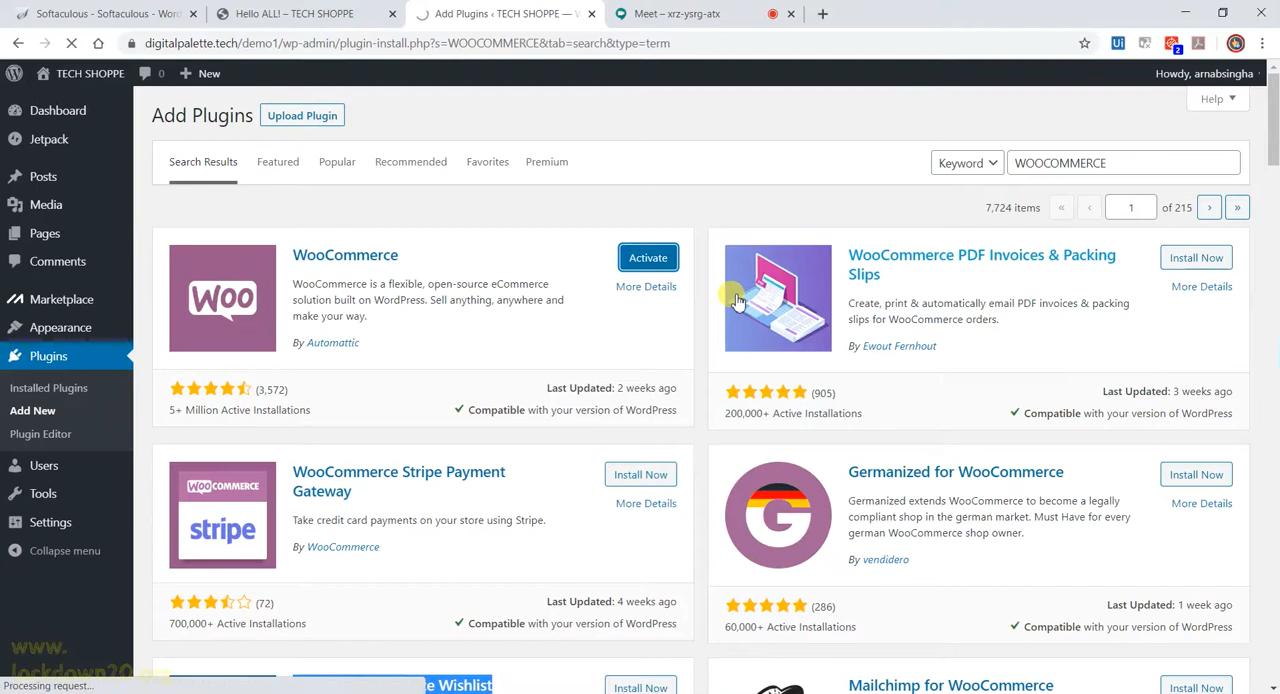 Softaculous - Softaculous - Word
Hello ALL! – TECH SHOPPE
Add Plugins ‹ TECH SHOPPE — W
Meet – xrz-ysrg-atx
digitalpalette.tech/demo1/wp-admin/plugin-install.php?s=WOOCOMMERCE&tab=search&type=term
TECH SHOPPE
0
New
Howdy, arnabsingha
Dashboard
Jetpack
Posts
Media
Pages
Comments
Marketplace
Appearance
Plugins
Installed Plugins
Add New
Plugin Editor
Users
Tools
Settings
Collapse menu
Add Plugins
Upload Plugin
Help
Search Results
Featured
Popular
Recommended
Favorites
Premium
Keyword
WOOCOMMERCE
7,724 items
«
‹
1
of 215
›
»
WOO
WooCommerce
Activate
More Details
WooCommerce is a flexible, open-source eCommerce
solution built on WordPress. Sell anything, anywhere and
make your way.
By Automattic
(3,572)
5+ Million Active Installations
Last Updated: 2 weeks ago
Compatible with your version of WordPress
WooCommerce PDF Invoices & Packing
Slips
Install Now
More Details
Create, print & automatically email PDF invoices & packing
slips for WooCommerce orders.
By Ewout Fernhout
(905)
200,000+ Active Installations
Last Updated: 3 weeks ago
Compatible with your version of WordPress
WOOCOMMERCE
stripe
WooCommerce Stripe Payment
Gateway
Install Now
More Details
Take credit card payments on your store using Stripe.
By WooCommerce
(72)
700,000+ Active Installations
Last Updated: 4 weeks ago
Compatible with your version of WordPress
G
Germanized for WooCommerce
Install Now
More Details
Germanized extends WooCommerce to become a legally
compliant shop in the german market. Must Have for every
german WooCommerce shop owner.
By vendidero
(286)
60,000+ Active Installations
Last Updated: 1 week ago
Compatible with your version of WordPress
e Wishlist
Install Now
Mailchimp for WooCommerce
Install Now
www.
lockdown20.org
Processing request...
Ui
2